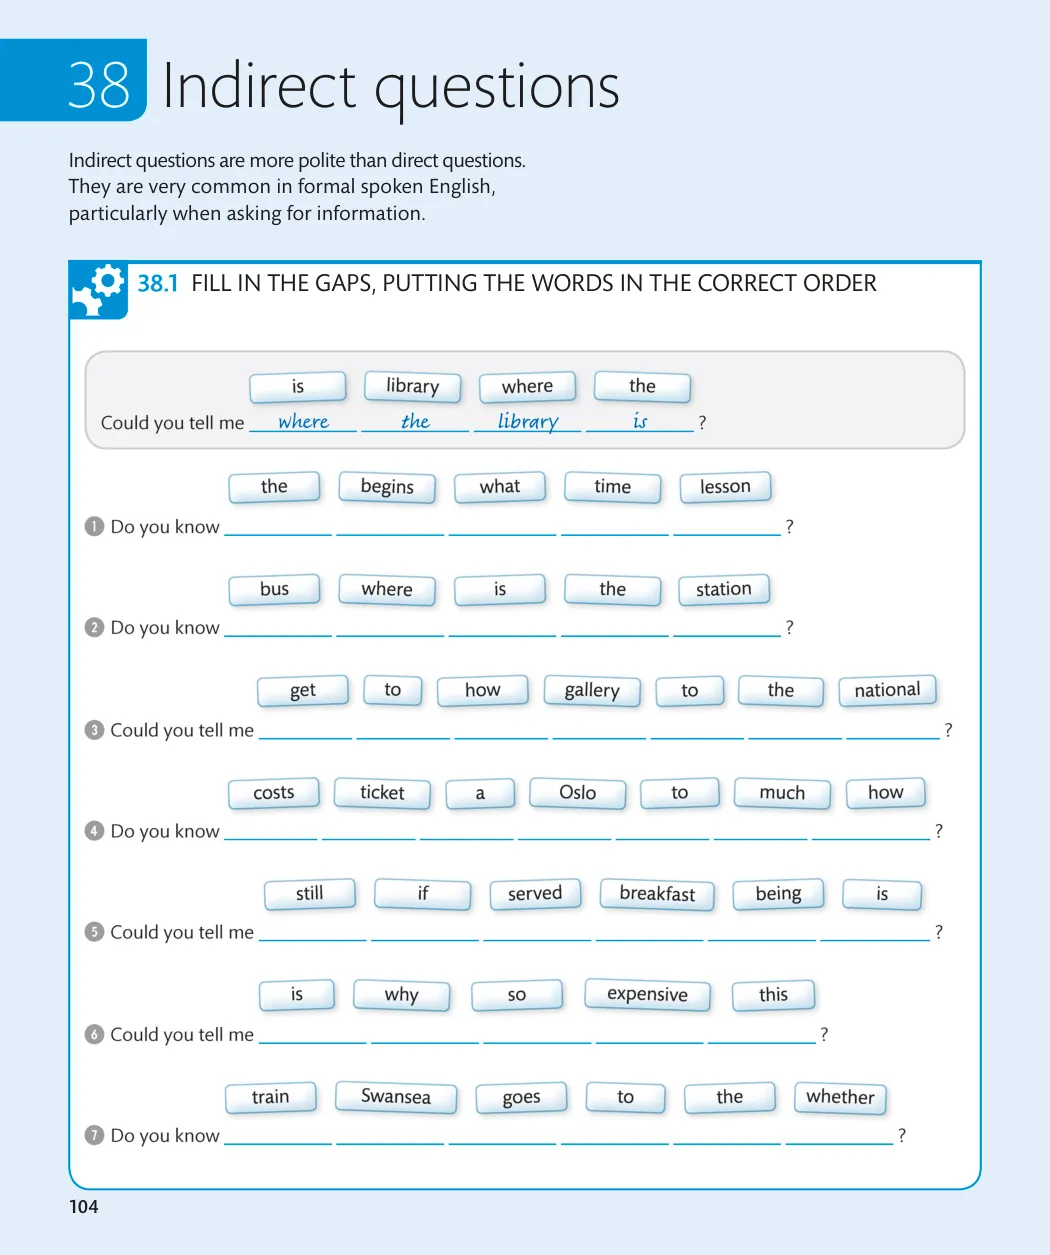 38 Indirect questions
Indirect questions are more polite than direct questions.
They are very common in formal spoken English,
particularly when asking for information.
38.1 FILL IN THE GAPS, PUTTING THE WORDS IN THE CORRECT ORDER
is library where the
Could you tell me where the library is ?
the begins what time lesson
1 Do you know ?
bus where is the station
2 Do you know ?
get to how gallery to the national
3 Could you tell me ?
costs ticket a Oslo to much how
4 Do you know ?
still if served breakfast being is
5 Could you tell me ?
is why so expensive this
6 Could you tell me ?
train Swansea goes to the whether
7 Do you know ?
104